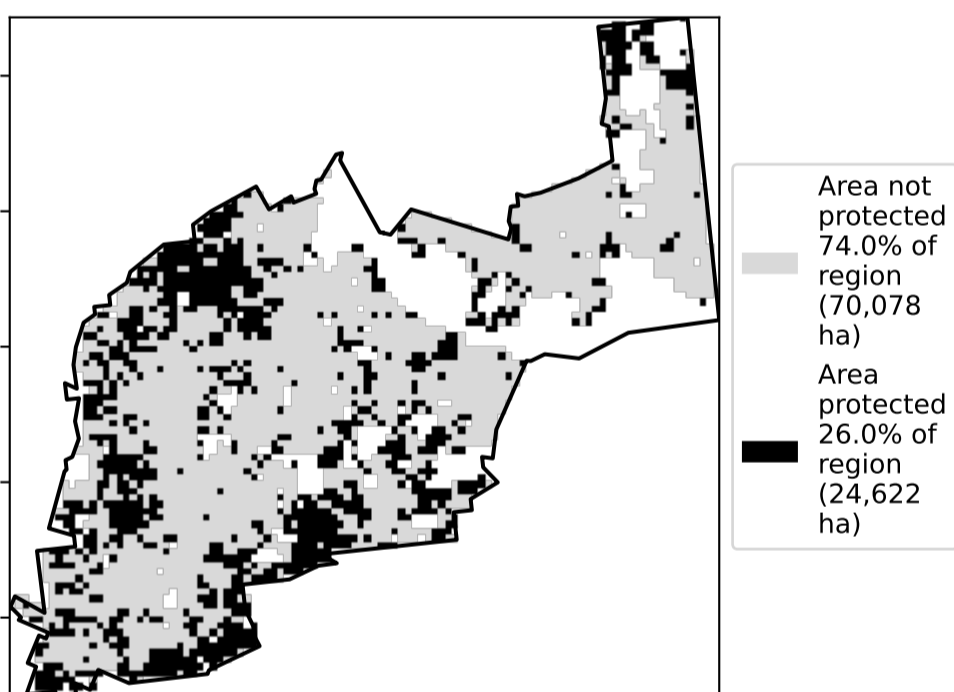 Area not
protected
74.0% of
region
(70,078
ha)
Area
protected
26.0% of
region
(24,622
ha)